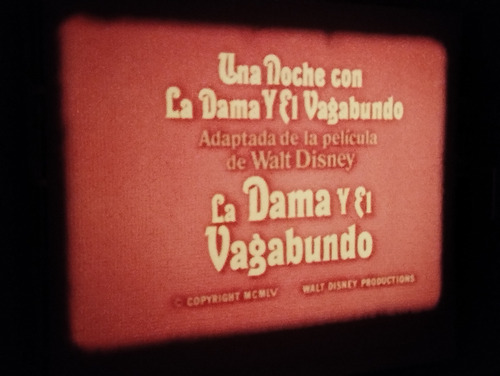 Una Noche con
La Dama Y El Vagabundo
Adaptada de la película
de Walt Disney
La Dama Y El
Vagabundo
© COPYRIGHT MCMLV WALT DISNEY PRODUCTIONS